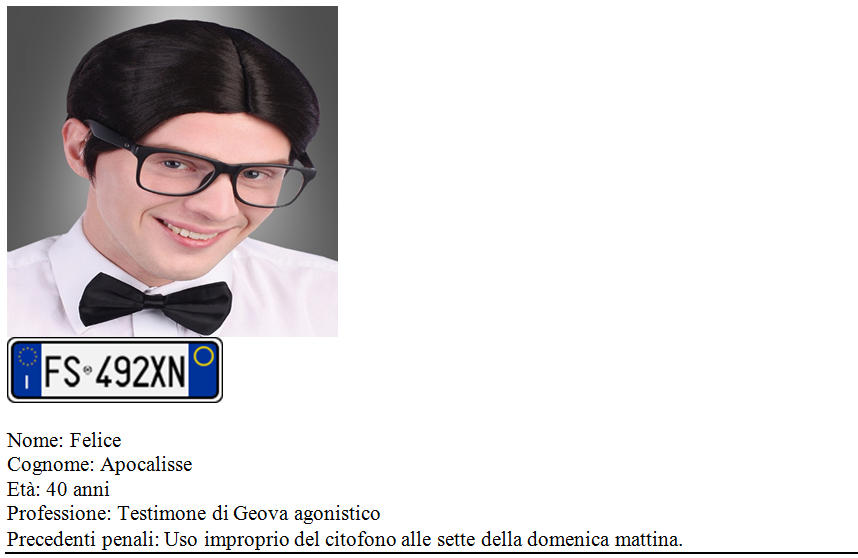 I
FS 492XN
Nome: Felice
Cognome: Apocalisse
Età: 40 anni
Professione: Testimone di Geova agonistico
Precedenti penali: Uso improprio del citofono alle sette della domenica mattina.